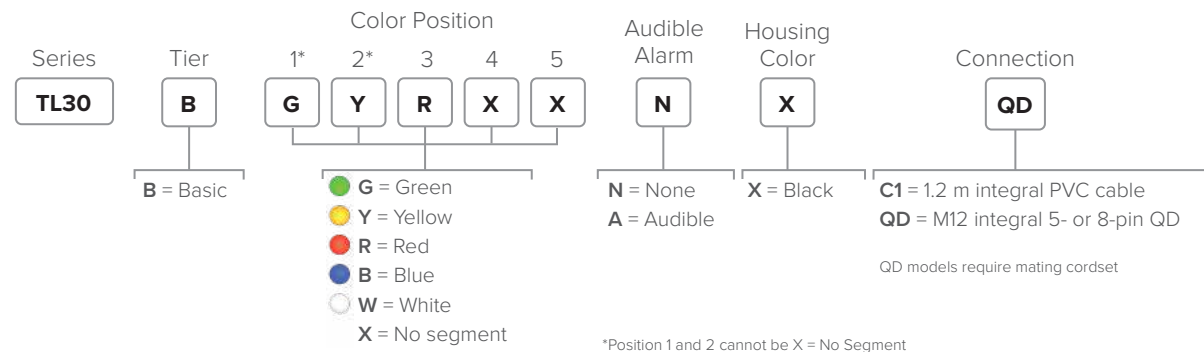 Color Position
Audible Alarm
Housing Color
Series
Tier
1*
2*
3
4
5
Connection
TL30
B
G
Y
R
X
X
N
X
QD
B = Basic
G = Green
Y = Yellow
R = Red
B = Blue
W = White
X = No segment
N = None
A = Audible
X = Black
C1 = 1.2 m integral PVC cable
QD = M12 integral 5- or 8-pin QD
QD models require mating cordset
*Position 1 and 2 cannot be X = No Segment